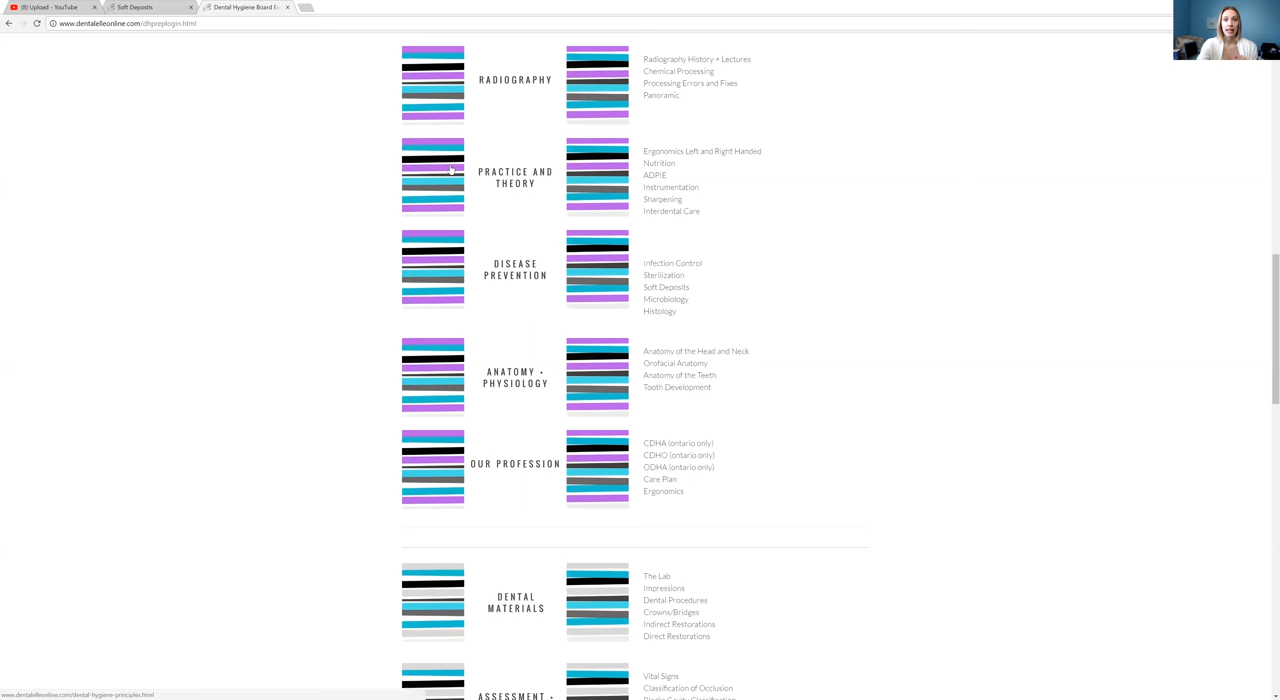 (8) Upload - YouTube
Soft Deposits
Dental Hygiene Board E
www.dentalelleonline.com/dhpreplogin.html
RADIOGRAPHY
Radiography History + Lectures
Chemical Processing
Processing Errors and Fixes
Panoramic
PRACTICE AND
THEORY
Ergonomics Left and Right Handed
Nutrition
ADPIE
Instrumentation
Sharpening
Interdental Care
DISEASE
PREVENTION
Infection Control
Sterilization
Soft Deposits
Microbiology
Histology
ANATOMY +
PHYSIOLOGY
Anatomy of the Head and Neck
Orofacial Anatomy
Anatomy of the Teeth
Tooth Development
OUR PROFESSION
CDHA (ontario only)
CDHO (ontario only)
ODHA (ontario only)
Care Plan
Ergonomics
DENTAL
MATERIALS
The Lab
Impressions
Dental Procedures
Crowns/Bridges
Indirect Restorations
Direct Restorations
ASSESSMENT +
Vital Signs
Classification of Occlusion
www.dentalelleonline.com/dental-hygiene-principles.html